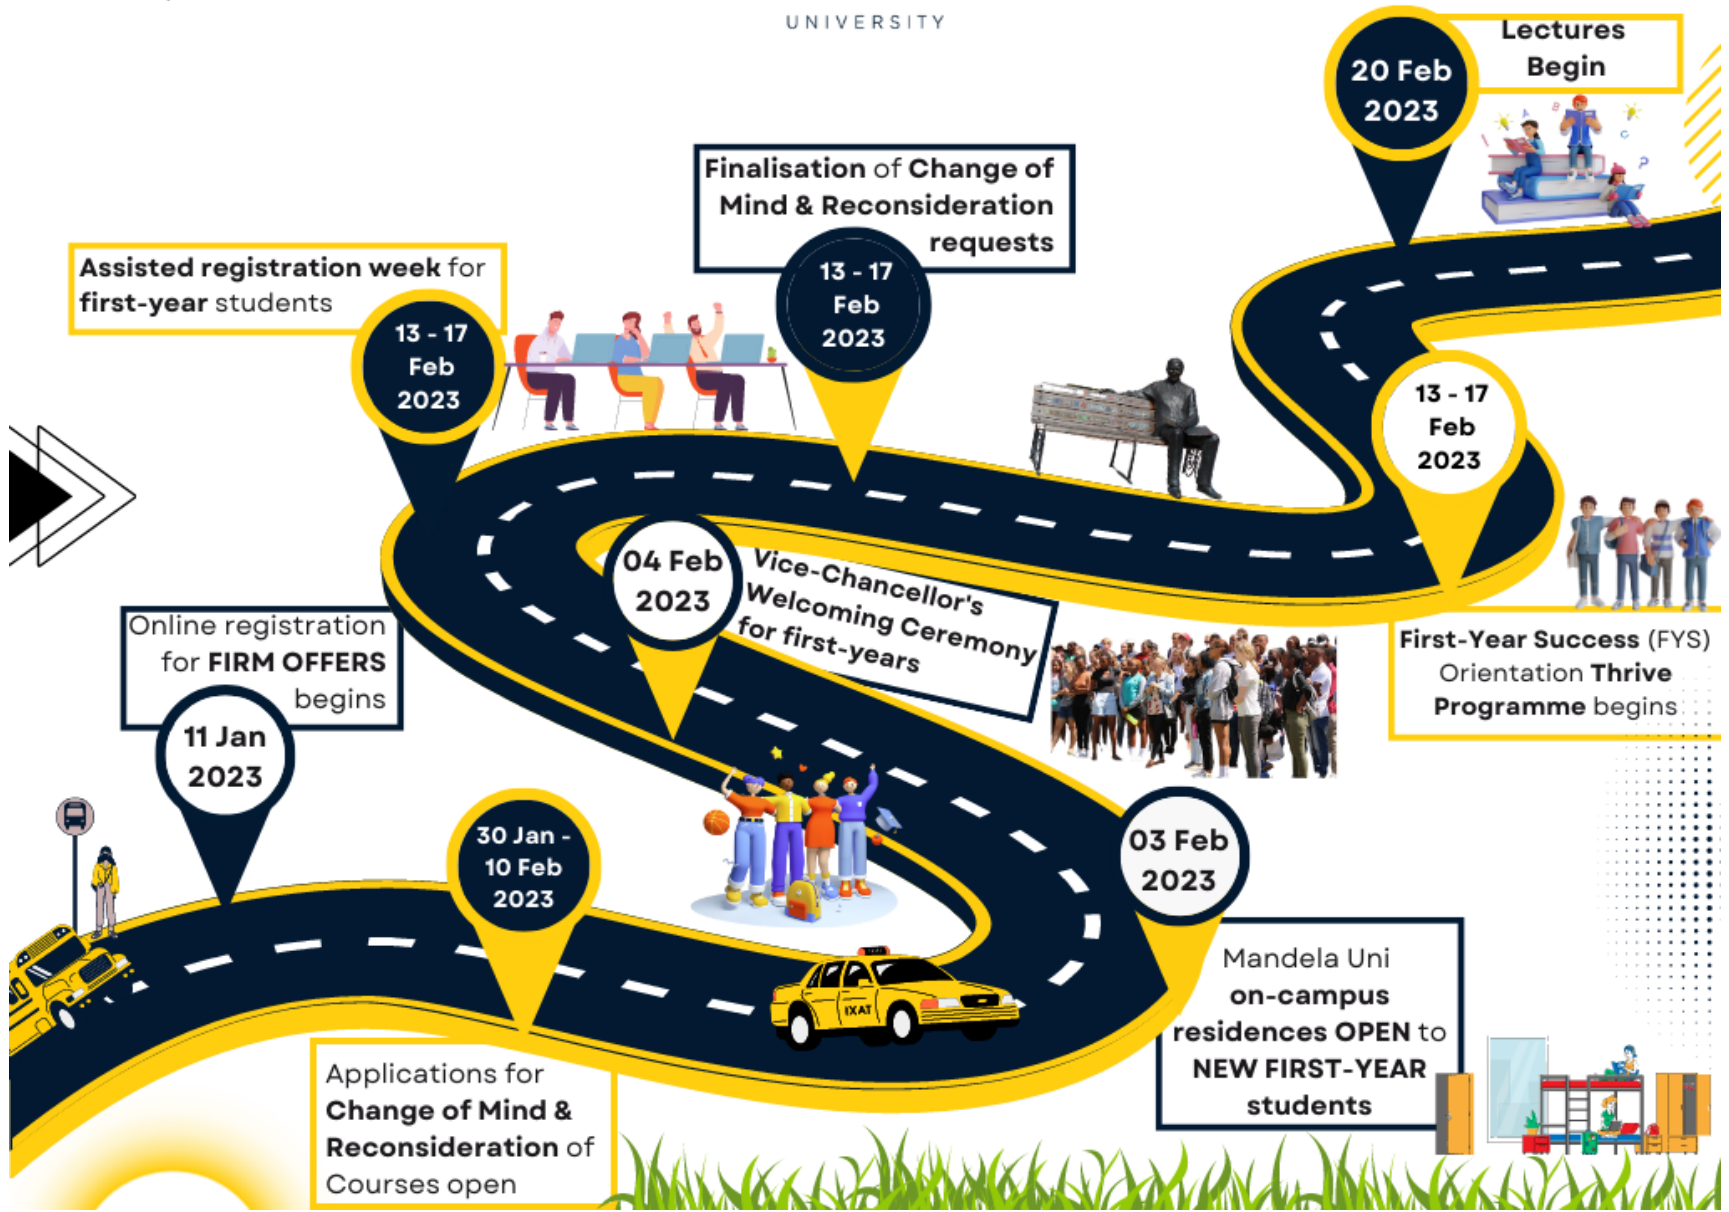 UNIVERSITY
20 Feb
2023
Lectures
Begin
Finalisation of Change of
Mind & Reconsideration
requests
13 - 17
Feb
2023
Assisted registration week for
first-year students
13 - 17
Feb
2023
13 - 17
Feb
2023
First-Year Success (FYS)
Orientation Thrive
Programme begins
04 Feb
2023
Vice-Chancellor's
Welcoming Ceremony
for first-years
Online registration
for FIRM OFFERS
begins
11 Jan
2023
30 Jan -
10 Feb
2023
Applications for
Change of Mind &
Reconsideration of
Courses open
IXAT
03 Feb
2023
Mandela Uni
on-campus
residences OPEN to
NEW FIRST-YEAR
students